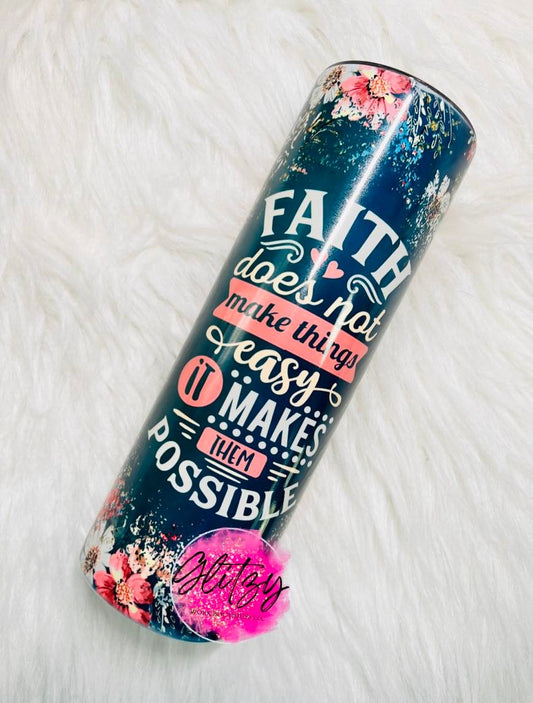 FAITH
does not
make things
easy
iT MAKES
THEM
POSSIBLE
Glitzy